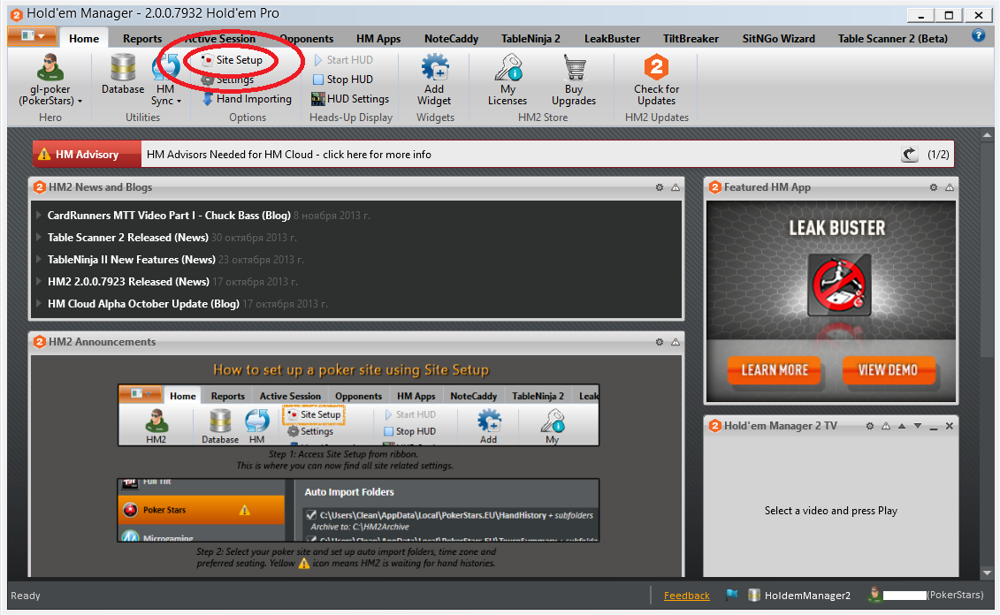 Hold'em Manager - 2.0.0.7932 Hold'em Pro
Home Reports Active Session Opponents HM Apps NoteCaddy TableNinja 2 LeakBuster TiltBreaker SitNGo Wizard Table Scanner 2 (Beta)
gl-poker
(PokerStars)
Hero
Database
HM
Sync
Utilities
Site Setup
Settings
Hand Importing
Options
Start HUD
Stop HUD
HUD Settings
Heads-Up Display
Add
Widget
Widgets
My
Licenses
Buy
Upgrades
HM2 Store
2
Check for
Updates
HM2 Updates
HM Advisory
HM Advisors Needed for HM Cloud - click here for more info
(1/2)
2 HM2 News and Blogs
CardRunners MTT Video Part I - Chuck Bass (Blog) 8 ноября 2013 г.
Table Scanner 2 Released (News) 30 октября 2013 г.
TableNinja II New Features (News) 23 октября 2013 г.
HM2 2.0.0.7923 Released (News) 17 октября 2013 г.
HM Cloud Alpha October Update (Blog) 17 октября 2013 г.
2 Featured HM App
LEAK BUSTER
LEARN MORE
VIEW DEMO
2 HM2 Announcements
How to set up a poker site using Site Setup
Home Reports Active Session Opponents HM Apps NoteCaddy TableNinja 2 Leak
HM2
Database
HM
Site Setup
Settings
Start HUD
Stop HUD
Add
My
Step 1: Access Site Setup from ribbon.
This is where you can now find all site related settings.
Full Tilt
Poker Stars
Microgaming
Auto Import Folders
C:\Users\Clean\AppData\Local\PokerStars.EU\HandHistory + subfolders
Archive to: C:\HM2Archive
C:\Users\Clean\AppData\Local\PokerStars.EU\TournSummary + subfolde
Step 2: Select your poker site and set up auto import folders, time zone and
preferred seating. Yellow icon means HM2 is waiting for hand histories.
2 Hold'em Manager 2 TV
Select a video and press Play
Ready
Feedback
HoldemManager2
(PokerStars)